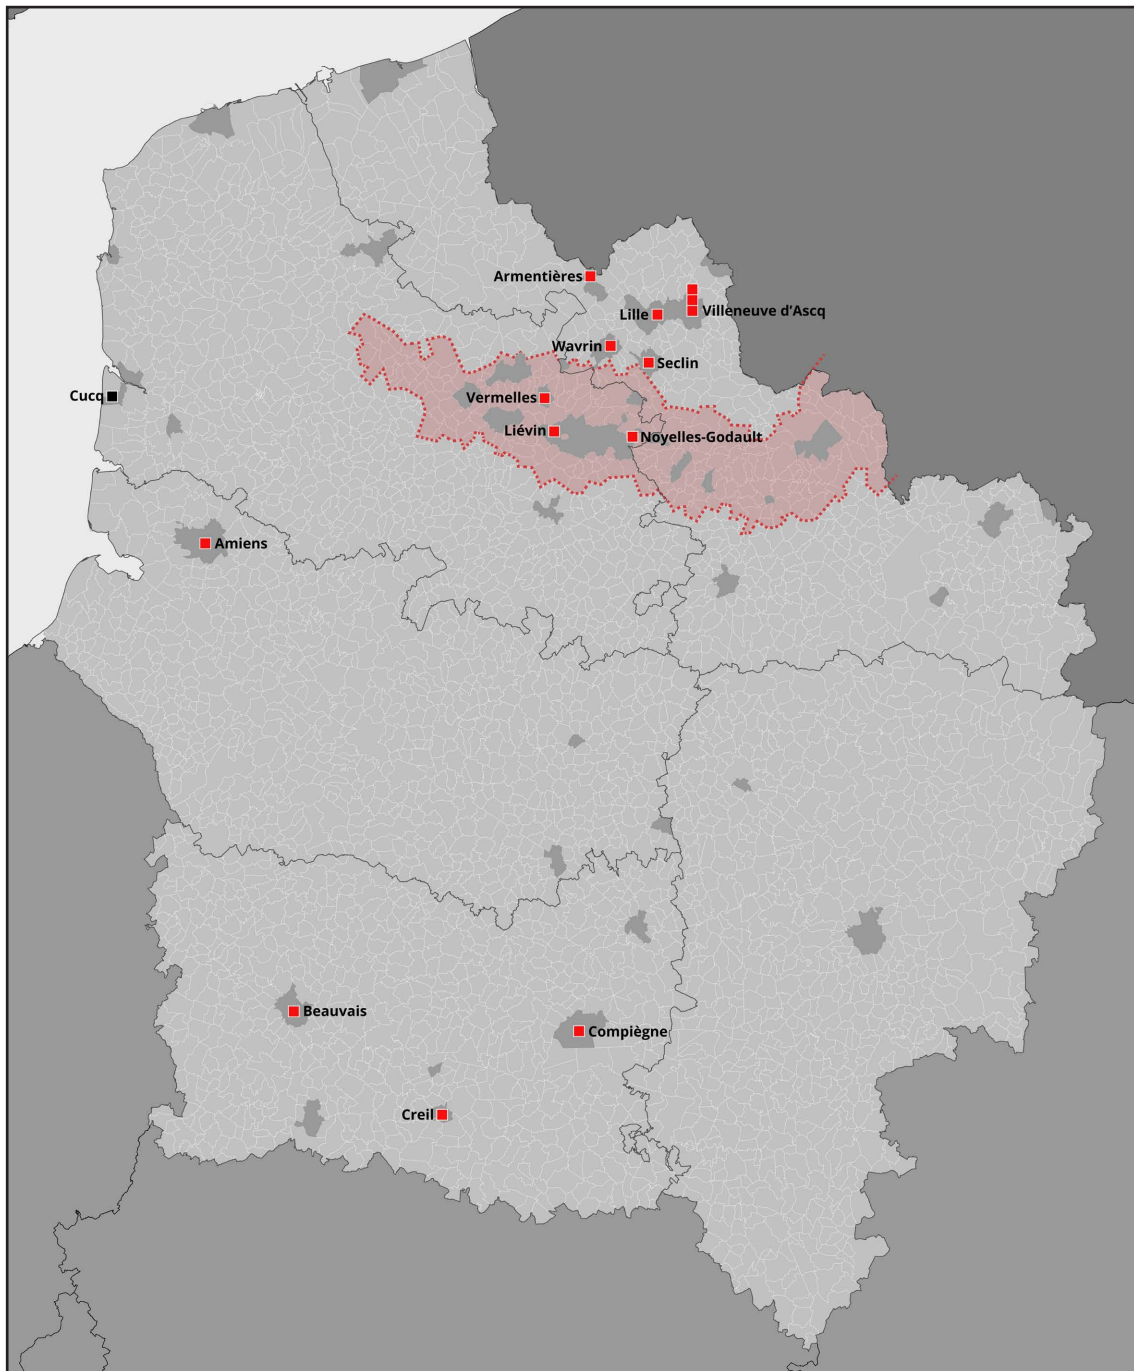 Armentières
Lille
Villeneuve d'Ascq
Wavrin
Seclin
Cucq
Vermelles
Liévin
Noyelles-Godault
Amiens
Beauvais
Compiègne
Creil